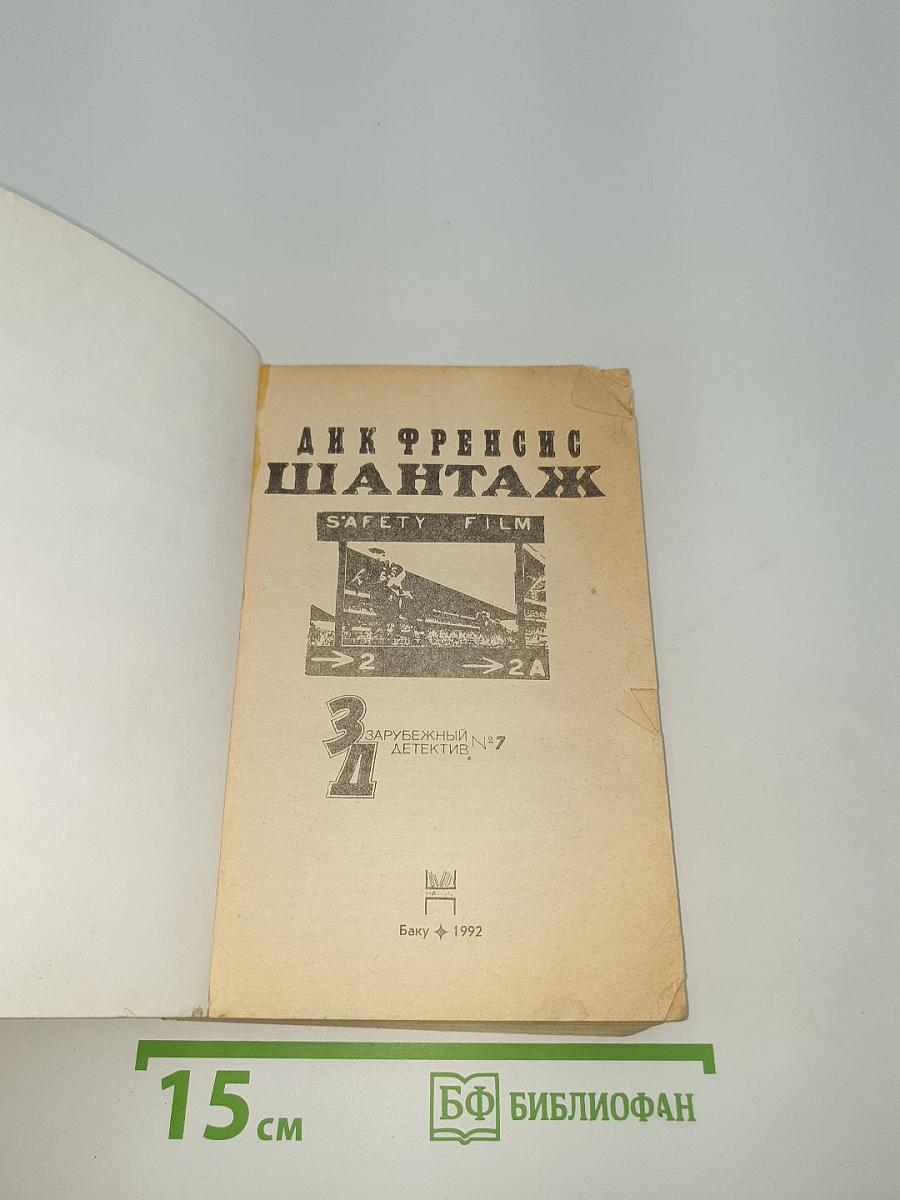 ДИК ФРЕНСИС
ШАНТАЖ
SAFETY FILM
→2 →2A
ЗД
ЗАРУБЕЖНЫЙ
ДЕТЕКТИВ №7
Баку 1992
15 см
БФ БИБЛИОФАН